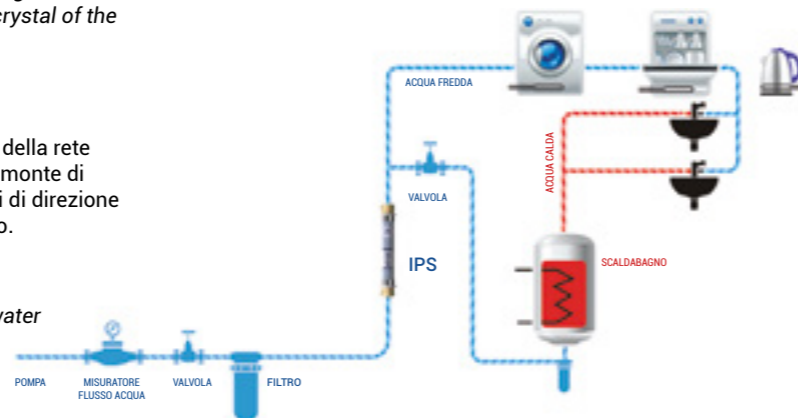 crystal of the
della rete
monte di
i di direzione
o.
water
ACQUA FREDDA
ACQUA CALDA
VALVOLA
IPS
SCALDABAGNO
POMPA
MISURATORE
FLUSSO ACQUA
VALVOLA
FILTRO